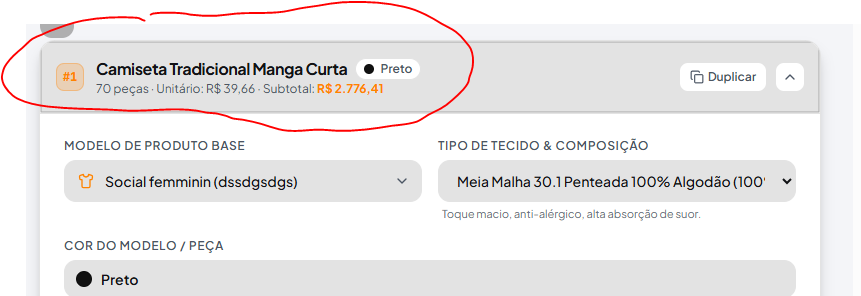 #1
Camiseta Tradicional Manga Curta
Preto
70 peças · Unitário: R$ 39,66 · Subtotal: R$ 2.776,41
Duplicar
MODELO DE PRODUTO BASE
TIPO DE TECIDO & COMPOSIÇÃO
Social femminin (dssdgsdgs)
Meia Malha 30.1 Penteada 100% Algodão (100%
Toque macio, anti-alérgico, alta absorção de suor.
COR DO MODELO / PEÇA
Preto